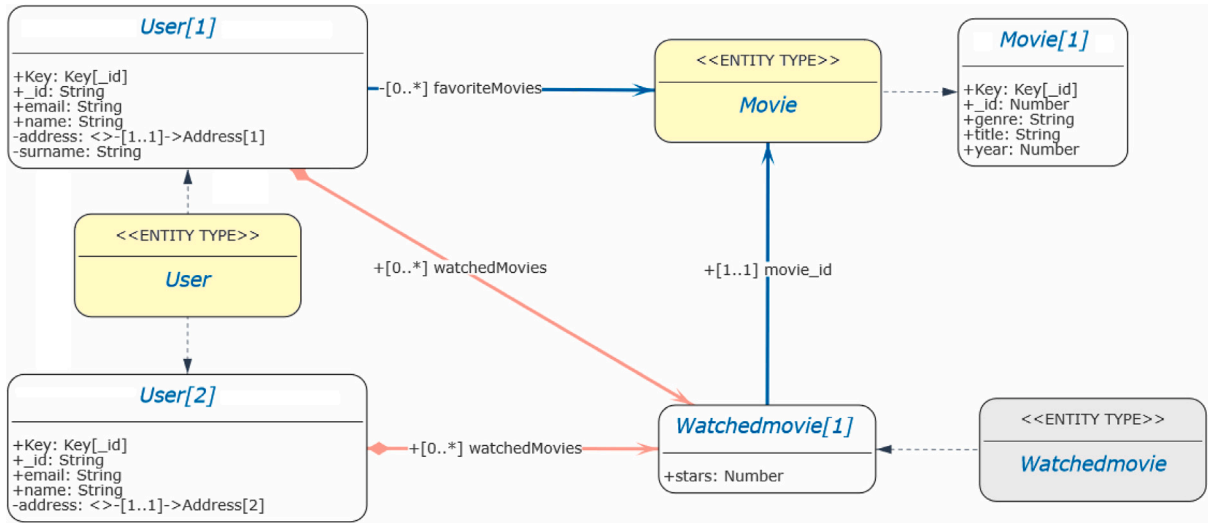 User[1]
+Key: Key[_id]
+_id: String
+email: String
+name: String
-address: <>-[1..1]->Address[1]
-surname: String
-[0..*] favoriteMovies
<<ENTITY TYPE>>
Movie
Movie[1]
+Key: Key[_id]
+_id: Number
+genre: String
+title: String
+year: Number
<<ENTITY TYPE>>
User
+[0..*] watchedMovies
+[1..1] movie_id
User[2]
+Key: Key[_id]
+_id: String
+email: String
+name: String
-address: <>-[1..1]->Address[2]
+[0..*] watchedMovies
Watchedmovie[1]
+stars: Number
<<ENTITY TYPE>>
Watchedmovie